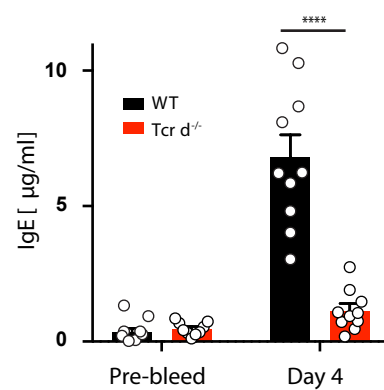 ****
10
WT
Tcr d-/-
IgE [ µg/ml]
5
0
Pre-bleed Day 4